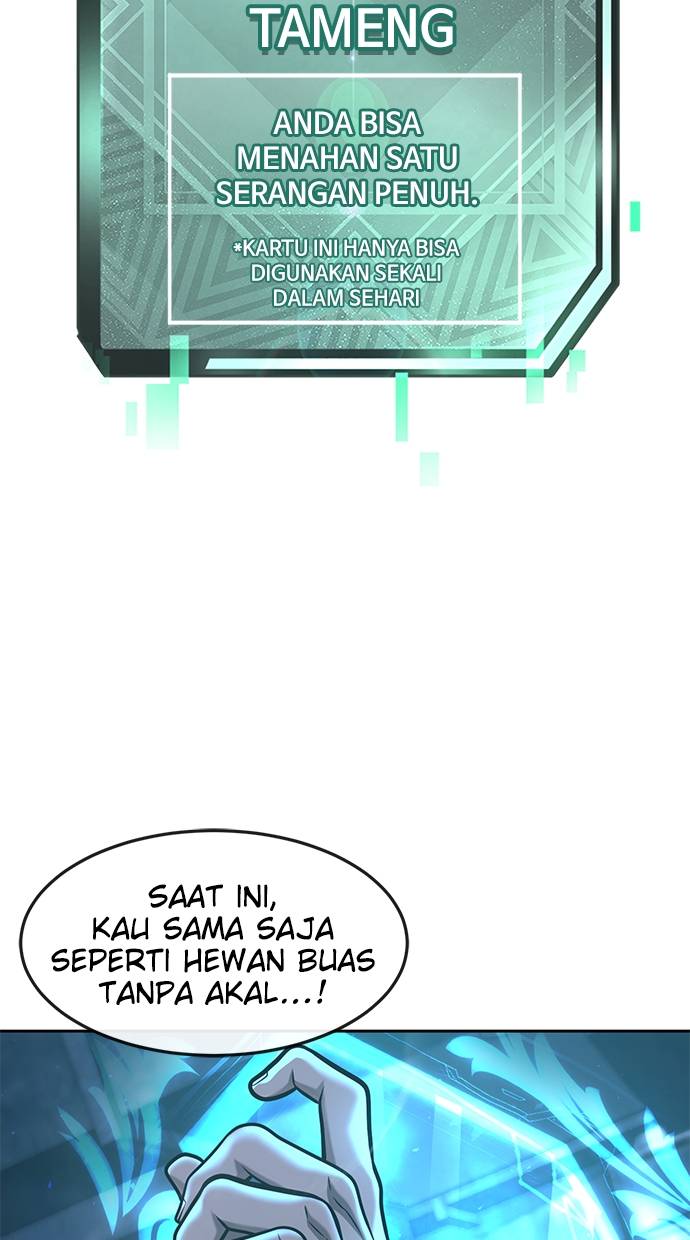 TAMENG
ANDA BISA
MENAHAN SATU
SERANGAN PENUH.
*KARTU INI HANYA BISA
DIGUNAKAN SEKALI
DALAM SEHARI
SAAT INI,
KAU SAMA SAJA
SEPERTI HEWAN BUAS
TANPA AKAL...!